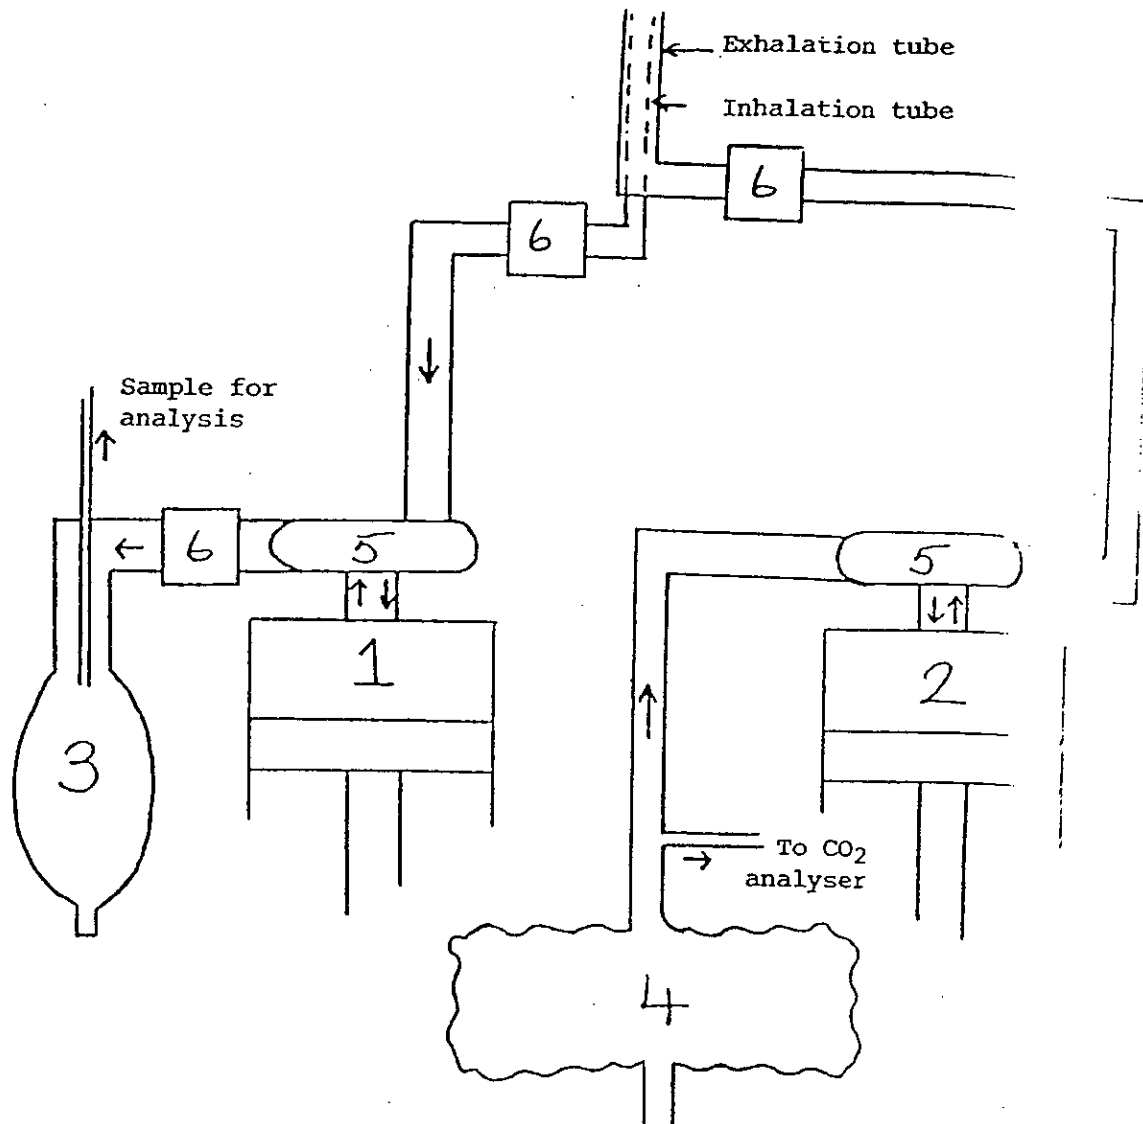 Exhalation tube
Inhalation tube
6
6
Sample for
analysis
6
5
5
1
2
3
To CO₂
analyser
4